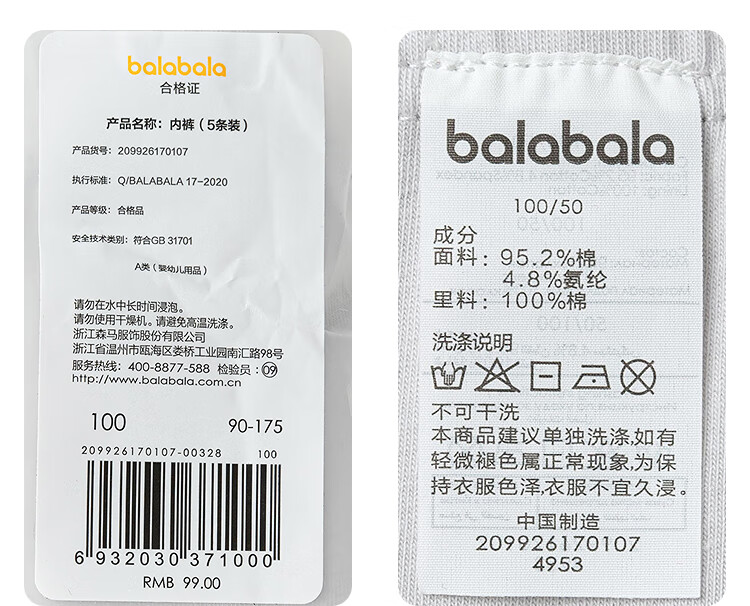 balabala
合格证
产品名称：内裤（5条装）
产品货号：209926170107
执行标准：Q/BALABALA 17-2020
产品等级：合格品
安全技术类别：符合GB 31701
A类（婴幼儿用品）
请勿在水中长时间浸泡。
请勿使用干燥机。请避免高温洗涤。
浙江森马服饰股份有限公司
浙江省温州市瓯海区娄桥工业园南汇路98号
服务热线：400-8877-588 检验员：09
http://www.balabala.com.cn
100 90-175
209926170107-00328 100
6 932030 371000
RMB 99.00
balabala
100/50
成分
面料：95.2%棉
4.8%氨纶
里料：100%棉
洗涤说明
不可干洗
本商品建议单独洗涤,如有
轻微褪色属正常现象,为保
持衣服色泽,衣服不宜久浸。
中国制造
209926170107
4953